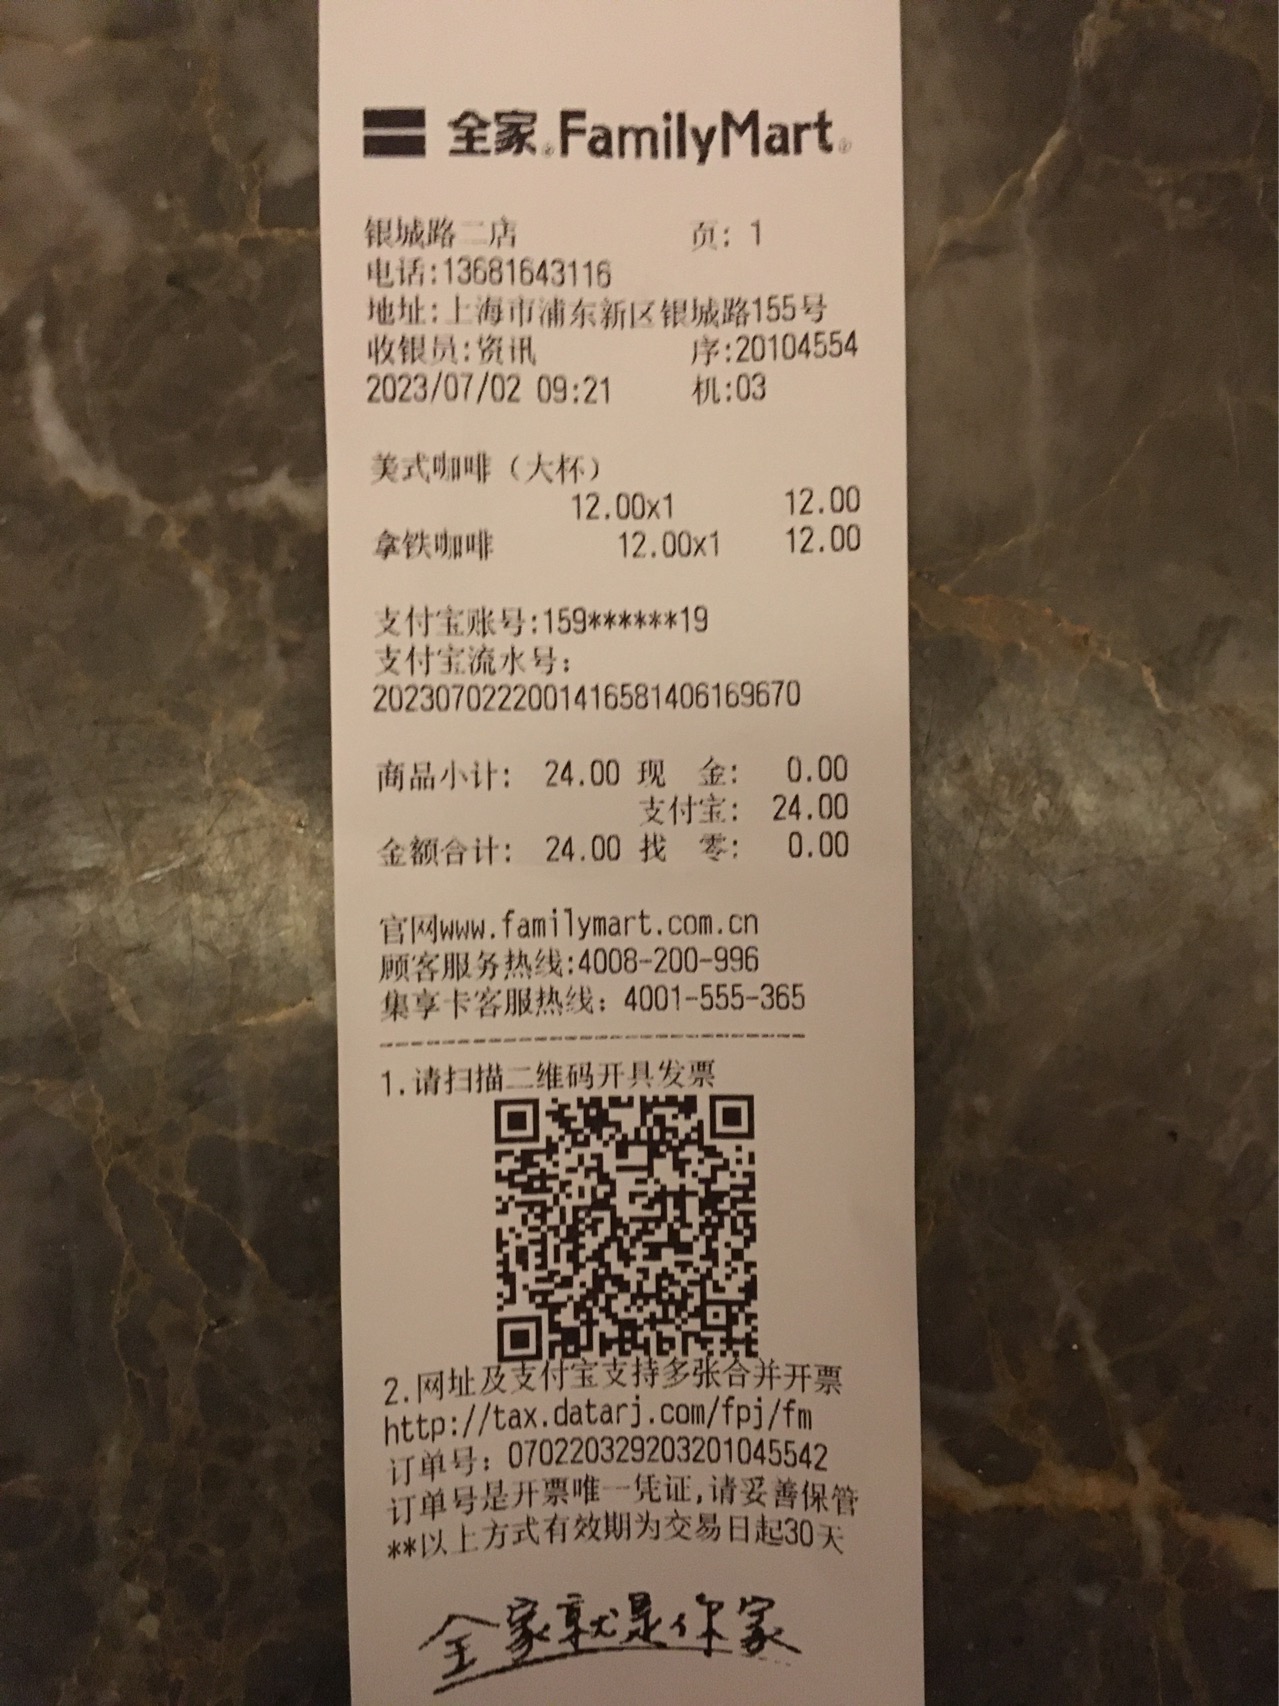 全家 FamilyMart
银城路二店 页: 1
电话:13681643116
地址:上海市浦东新区银城路155号
收银员:资讯 序:20104554
2023/07/02 09:21 机:03
美式咖啡（大杯）
12.00x1 12.00
拿铁咖啡 12.00x1 12.00
支付宝账号:159******19
支付宝流水号:
2023070222001416581406169670
商品小计: 24.00 现 金: 0.00
支付宝: 24.00
金额合计: 24.00 找 零: 0.00
官网www.familymart.com.cn
顾客服务热线:4008-200-996
集享卡客服热线: 4001-555-365
1.请扫描二维码开具发票
2.网址及支付宝支持多张合并开票
http://tax.datarj.com/fpj/fm
订单号: 070220329203201045542
订单号是开票唯一凭证,请妥善保管
**以上方式有效期为交易日起30天
全家就是你家